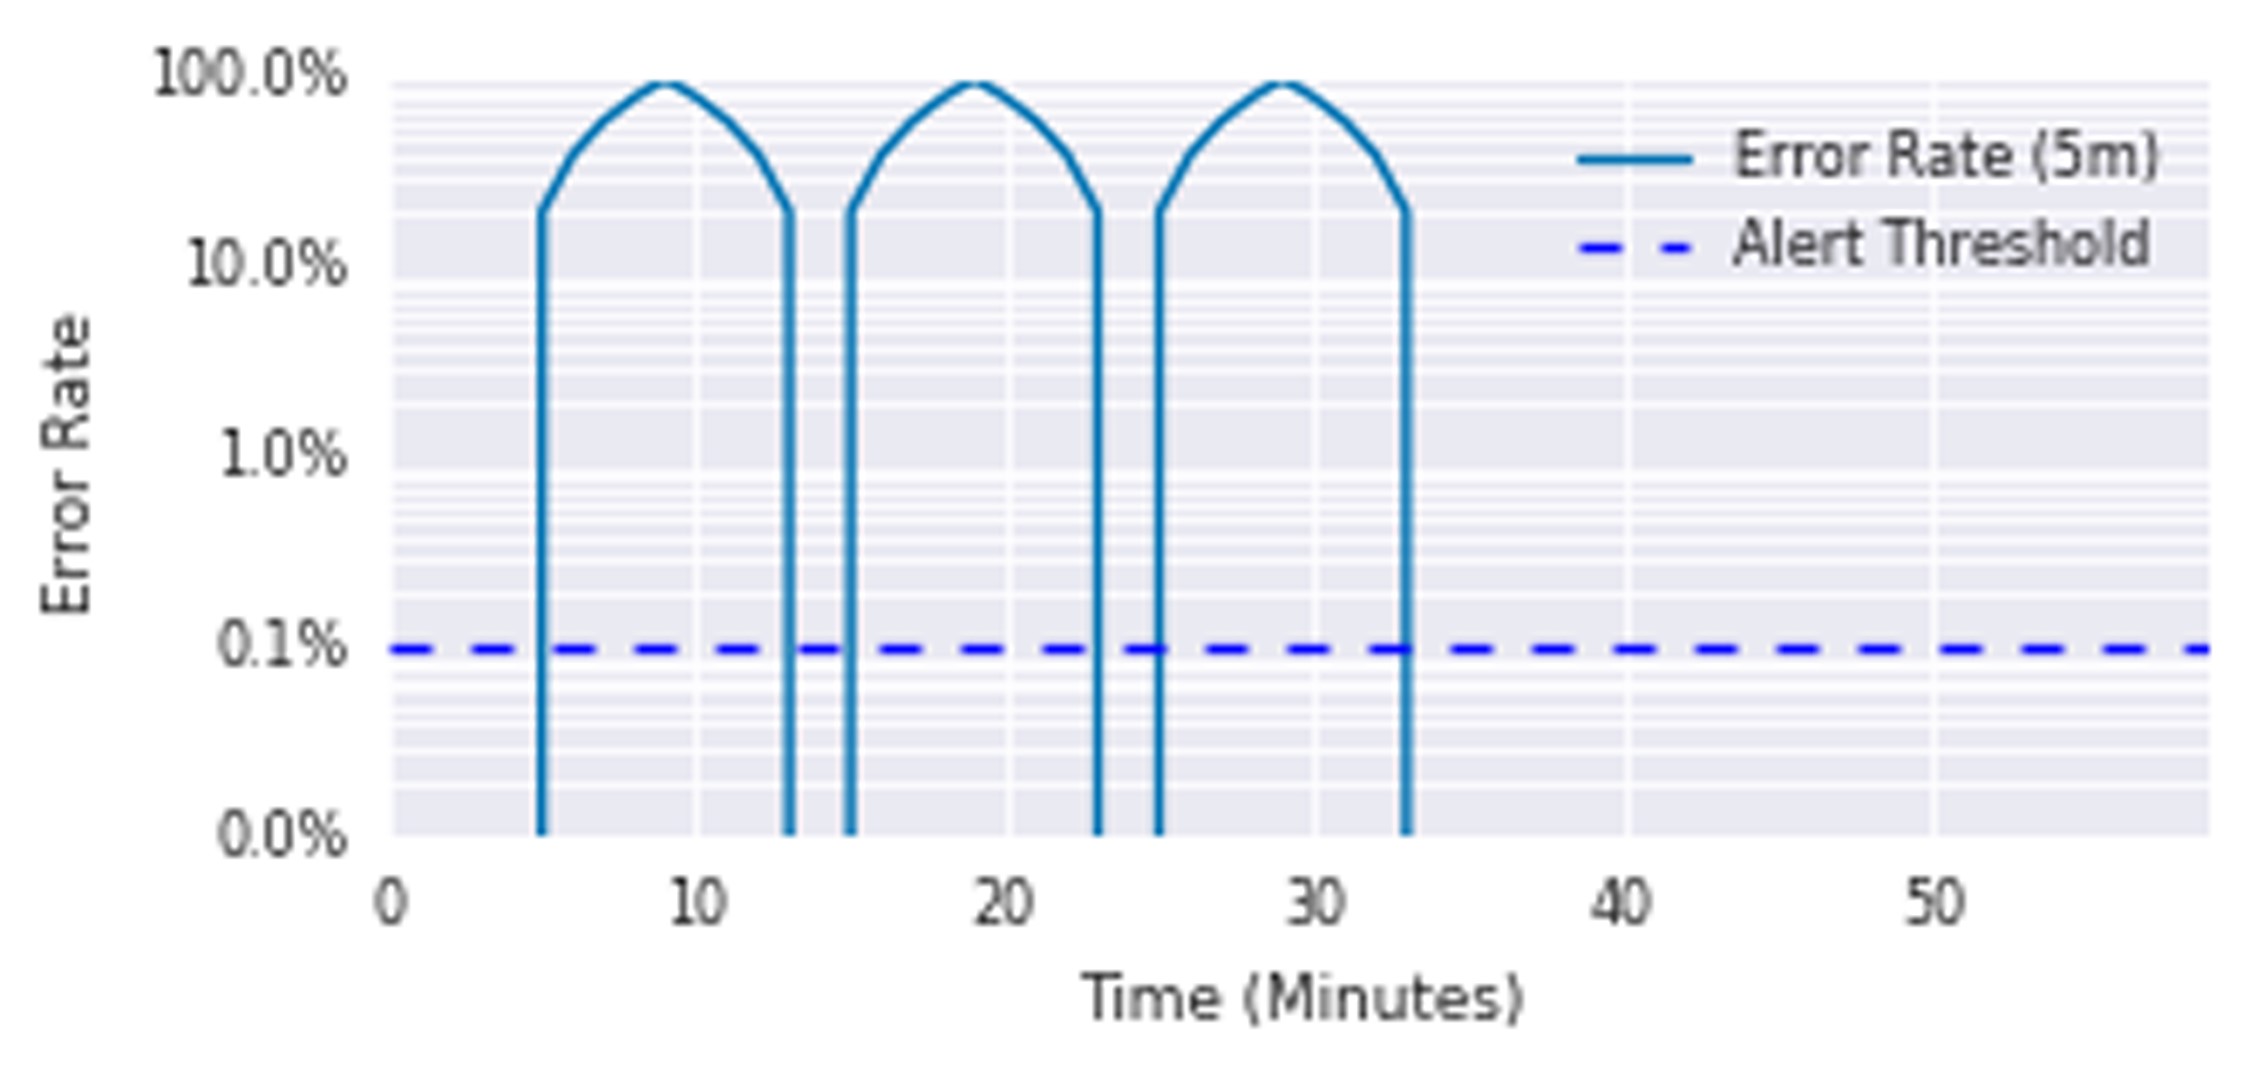 100.0%
10.0%
1.0%
0.1%
0.0%
Error Rate
Error Rate (5m)
Alert Threshold
0 10 20 30 40 50
Time (Minutes)